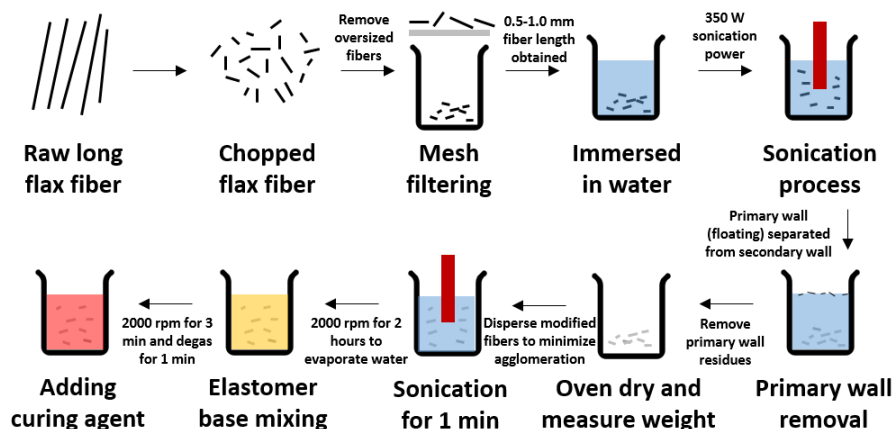 Remove
oversized
fibers
0.5-1.0 mm
fiber length
obtained
350 W
sonication
power
Raw long
flax fiber
Chopped
flax fiber
Mesh
filtering
Immersed
in water
Sonication
process
Primary wall
(floating) separated
from secondary wall
Remove
primary wall
residues
Disperse modified
fibers to minimize
agglomeration
2000 rpm for 2
hours to
evaporate water
2000 rpm for 3
min and degas
for 1 min
Primary wall
removal
Oven dry and
measure weight
Sonication
for 1 min
Elastomer
base mixing
Adding
curing agent